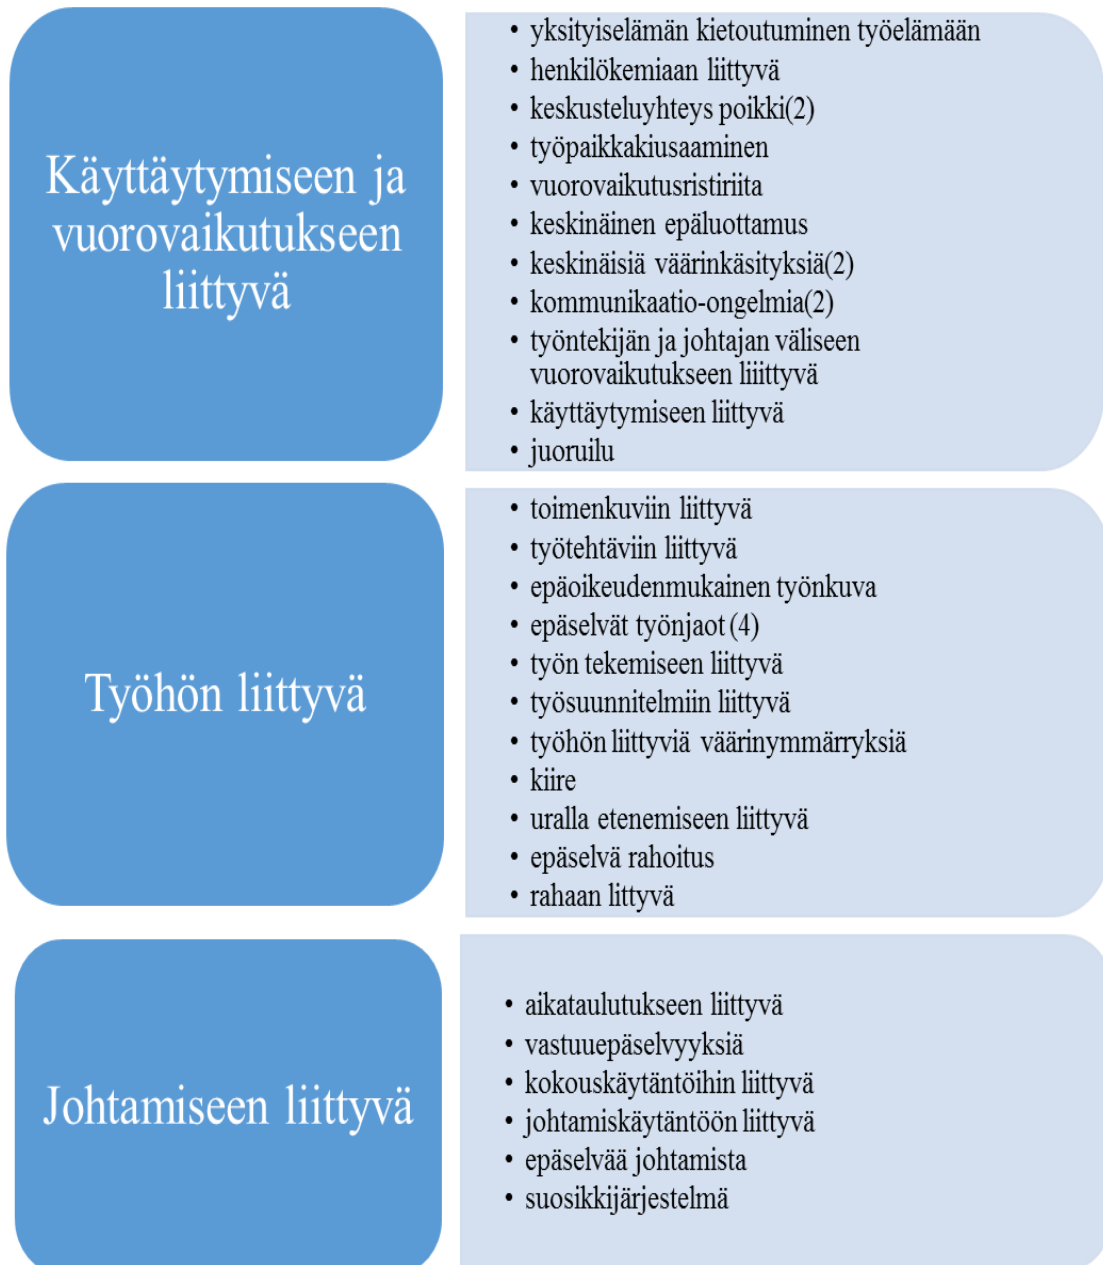 Käyttäytymiseen ja
vuorovaikutukseen
liittyvä
• yksityiselämän kietoutuminen työelämään
• henkilökemiaan liittyvä
• keskusteluyhteys poikki(2)
• työpaikkakiusaaminen
• vuorovaikutusristiriita
• keskinäinen epäluottamus
• keskinäisiä väärinkäsityksiä(2)
• kommunikaatio-ongelmia(2)
• työntekijän ja johtajan väliseen
vuorovaikutukseen liiittyvä
• käyttäytymiseen liittyvä
• juoruilu
Työhön liittyvä
• toimenkuviin liittyvä
• työtehtäviin liittyvä
• epäoikeudenmukainen työnkuva
• epäselvät työnjaot (4)
• työn tekemiseen liittyvä
• työsuunnitelmiin liittyvä
• työhön liittyviä väärinymmärryksiä
• kiire
• uralla etenemiseen liittyvä
• epäselvä rahoitus
• rahaan littyvä
Johtamiseen liittyvä
• aikataulutukseen liittyvä
• vastuuepäselvyyksiä
• kokouskäytäntöihin liittyvä
• johtamiskäytäntöön liittyvä
• epäselvää johtamista
• suosikkijärjestelmä